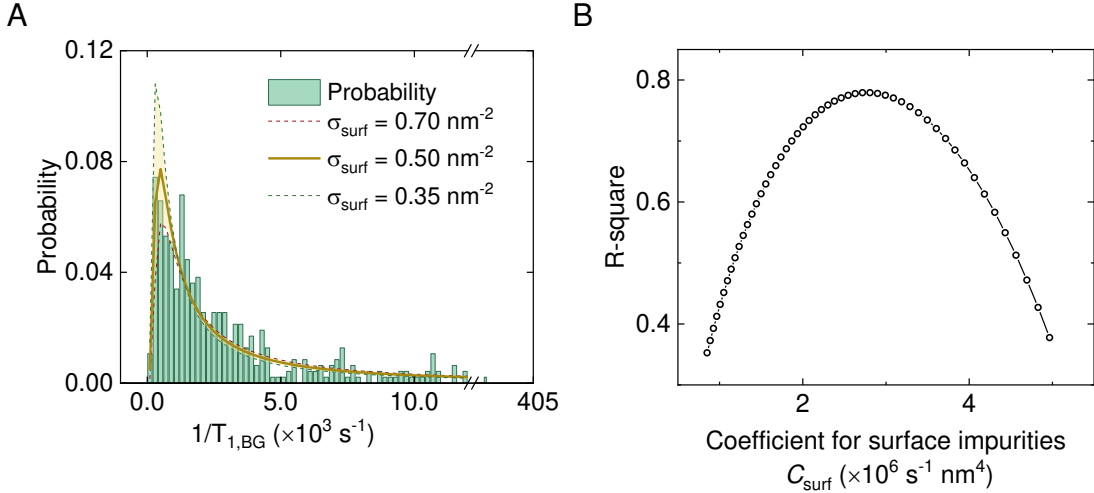 A
B
0.12
0.08
0.04
0.00
Probability
Probability
σsurf = 0.70 nm-2
σsurf = 0.50 nm-2
σsurf = 0.35 nm-2
0.0
5.0
10.0
405
1/T1,BG (×10³ s-1)
0.8
0.6
0.4
R-square
2
4
Coefficient for surface impurities
Csurf (×10⁶ s-1 nm⁴)